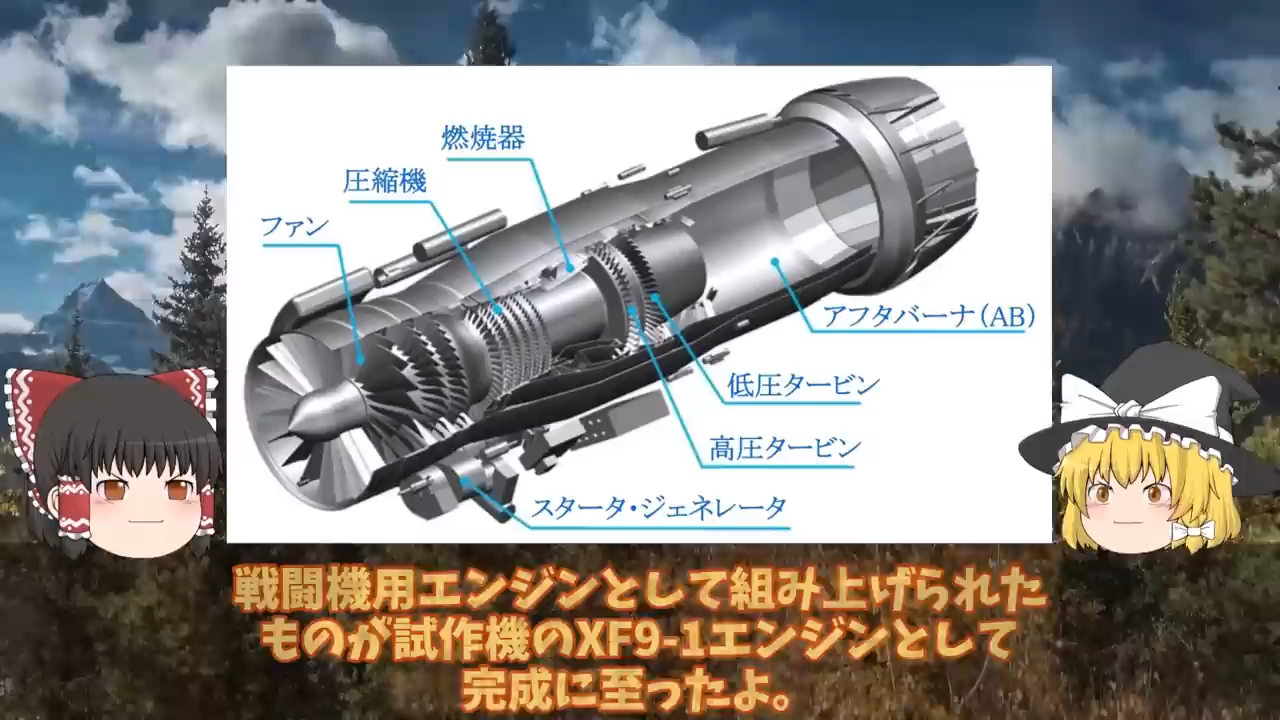 燃焼器
圧縮機
ファン
アフタバーナ(AB)
低圧タービン
高圧タービン
スタータ・ジェネレータ
戦闘機用エンジンとして組み上げられた
ものが試作機のXF9-1エンジンとして
完成に至ったよ。